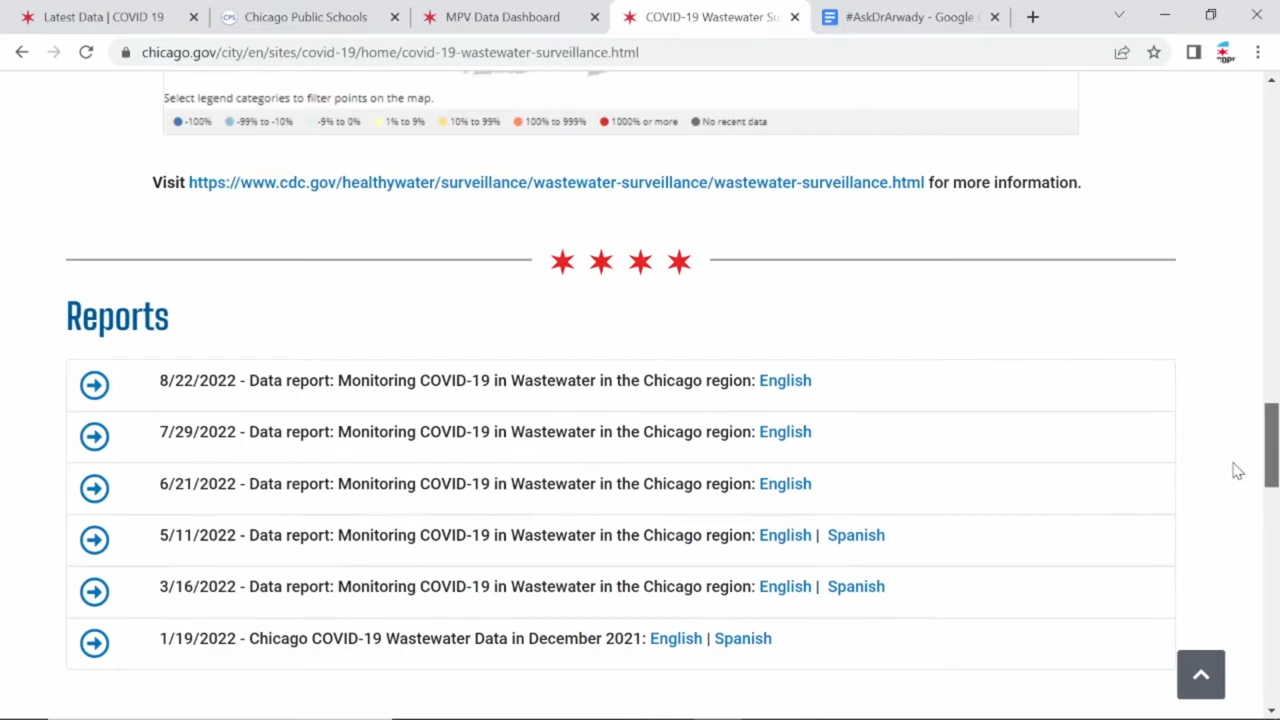 Latest Data | COVID 19
CPS Chicago Public Schools
MPV Data Dashboard
COVID-19 Wastewater Su
#AskDrArwady - Google
chicago.gov/city/en/sites/covid-19/home/covid-19-wastewater-surveillance.html
Select legend categories to filter points on the map.
-100% -99% to -10% -9% to 0% 1% to 9% 10% to 99% 100% to 999% 1000% or more No recent data
Visit https://www.cdc.gov/healthywater/surveillance/wastewater-surveillance/wastewater-surveillance.html for more information.
Reports
8/22/2022 - Data report: Monitoring COVID-19 in Wastewater in the Chicago region: English
7/29/2022 - Data report: Monitoring COVID-19 in Wastewater in the Chicago region: English
6/21/2022 - Data report: Monitoring COVID-19 in Wastewater in the Chicago region: English
5/11/2022 - Data report: Monitoring COVID-19 in Wastewater in the Chicago region: English | Spanish
3/16/2022 - Data report: Monitoring COVID-19 in Wastewater in the Chicago region: English | Spanish
1/19/2022 - Chicago COVID-19 Wastewater Data in December 2021: English | Spanish